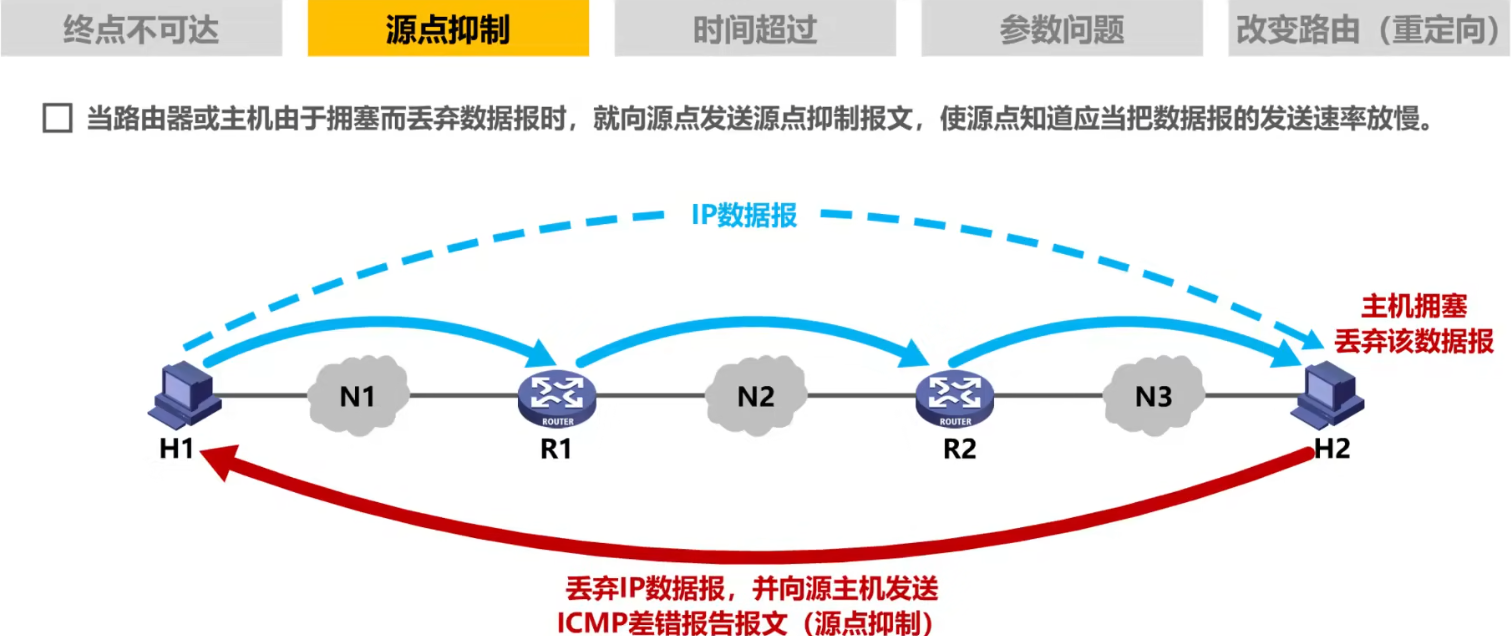 终点不可达
源点抑制
时间超过
参数问题
改变路由（重定向）
当路由器或主机由于拥塞而丢弃数据报时，就向源点发送源点抑制报文，使源点知道应当把数据报的发送速率放慢。
IP数据报
主机拥塞
丢弃该数据报
N1
N2
N3
ROUTER
ROUTER
H1
R1
R2
H2
丢弃IP数据报，并向源主机发送
ICMP差错报告报文（源点抑制）